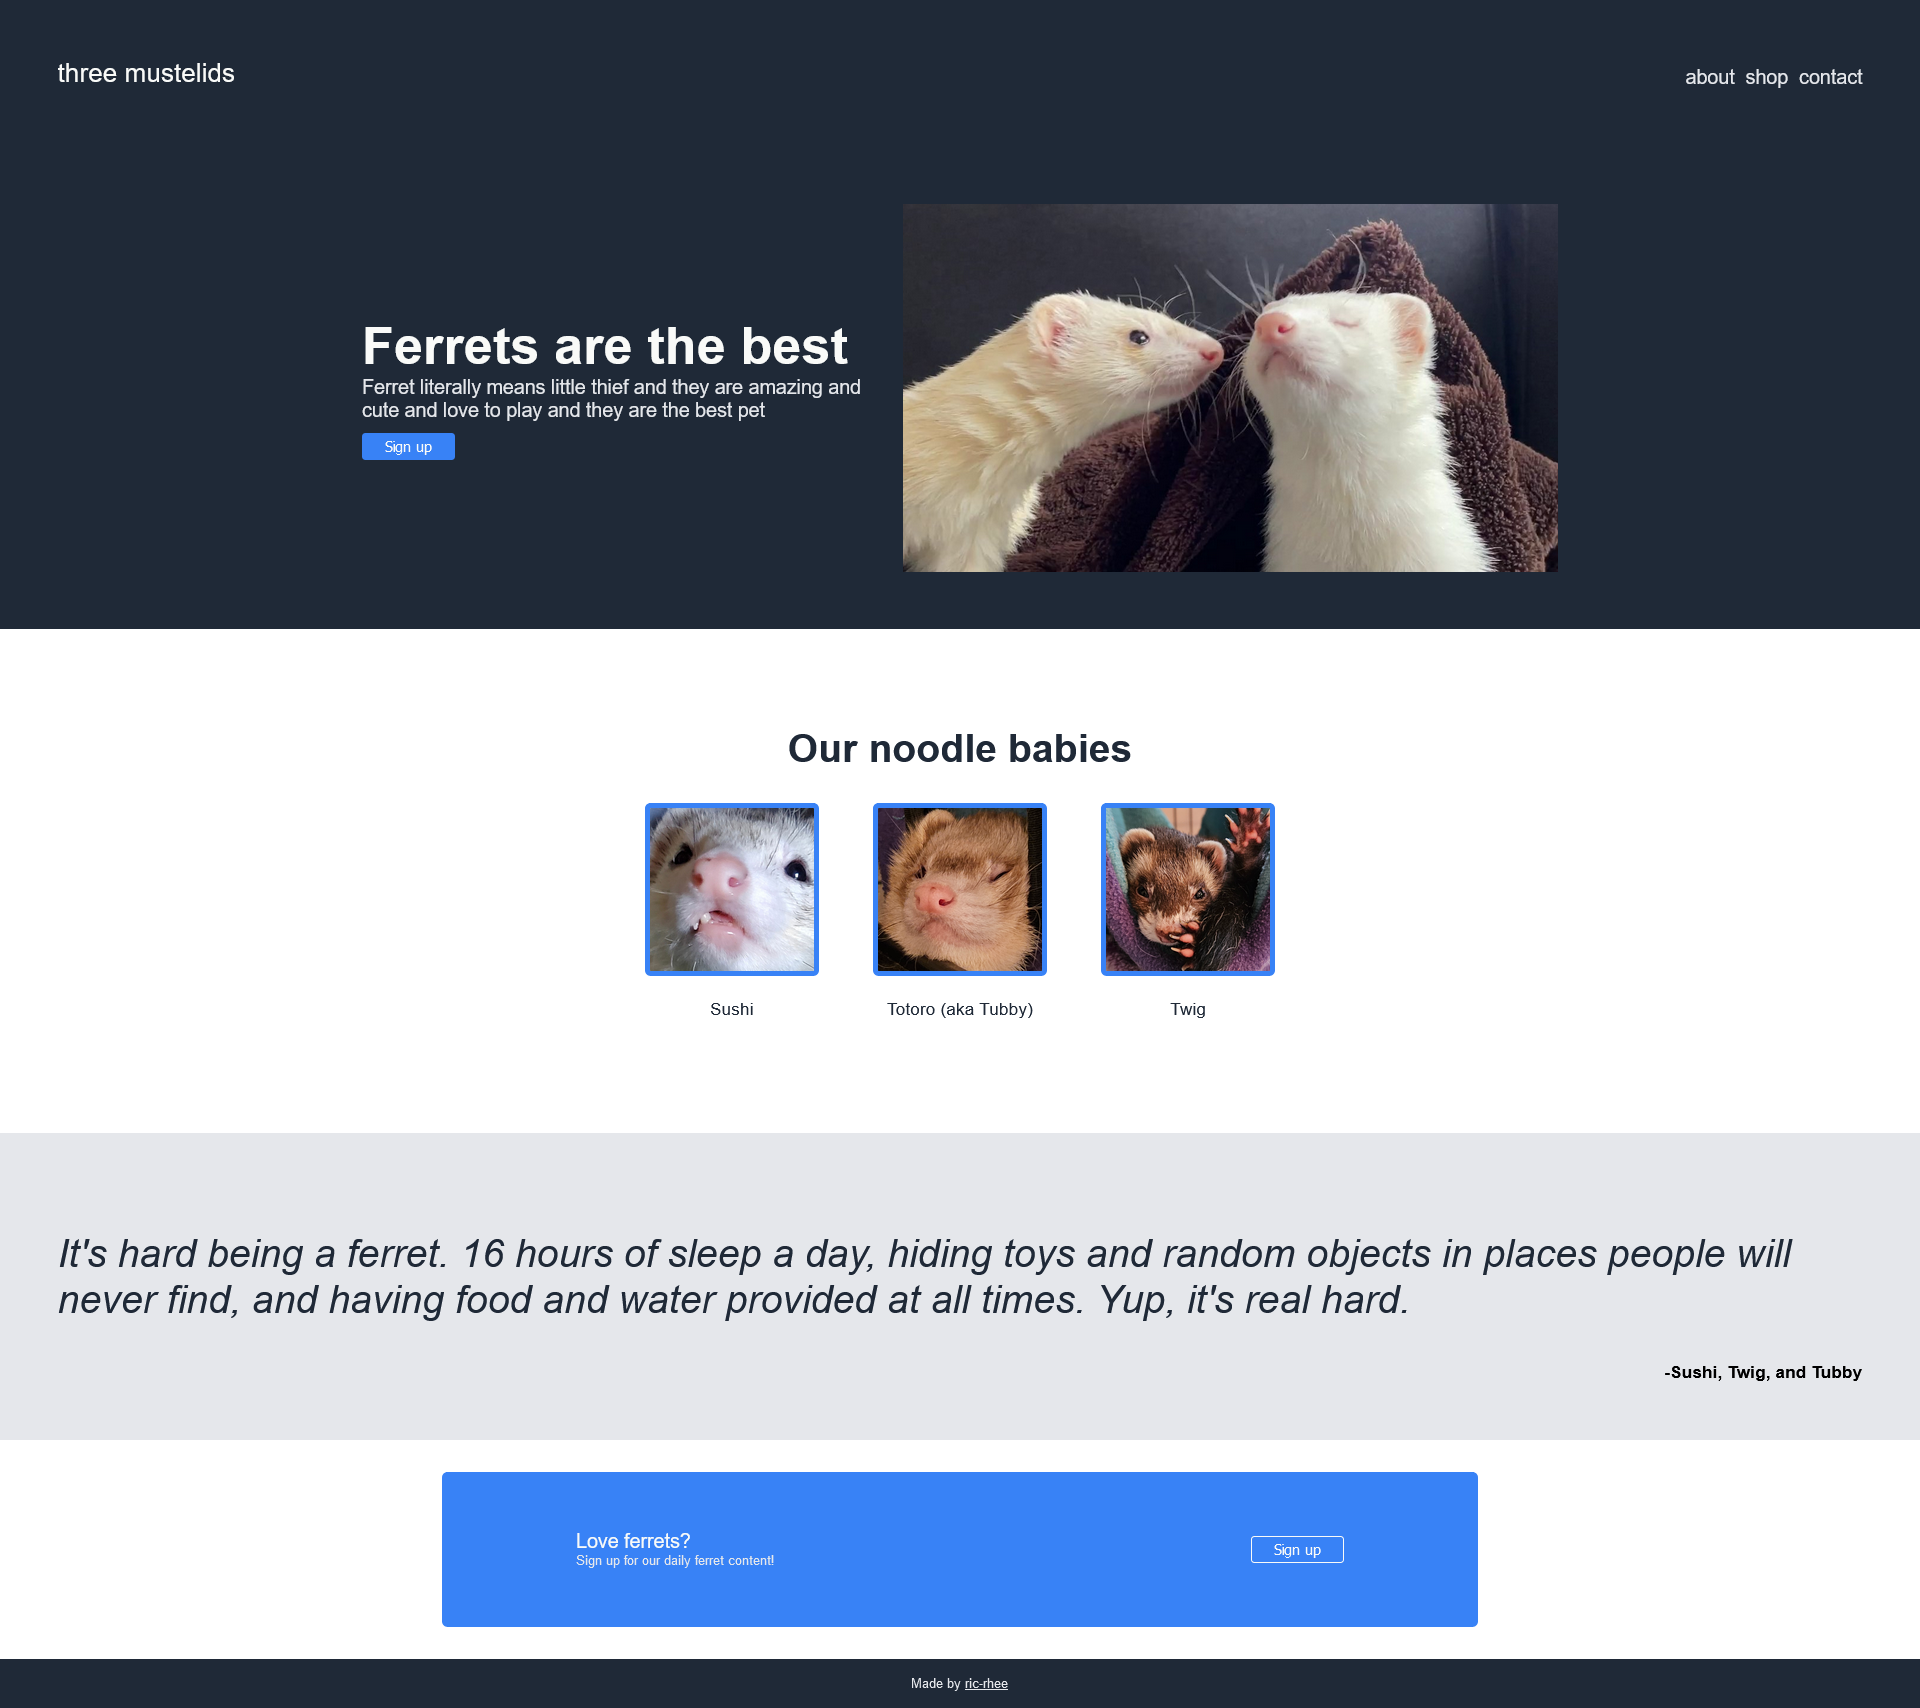 three mustelids
about shop contact
Ferrets are the best
Ferret literally means little thief and they are amazing and
cute and love to play and they are the best pet
Sign up
Our noodle babies
Sushi
Totoro (aka Tubby)
Twig
It's hard being a ferret. 16 hours of sleep a day, hiding toys and random objects in places people will
never find, and having food and water provided at all times. Yup, it's real hard.
-Sushi, Twig, and Tubby
Love ferrets?
Sign up for our daily ferret content!
Sign up
Made by ric-rhee